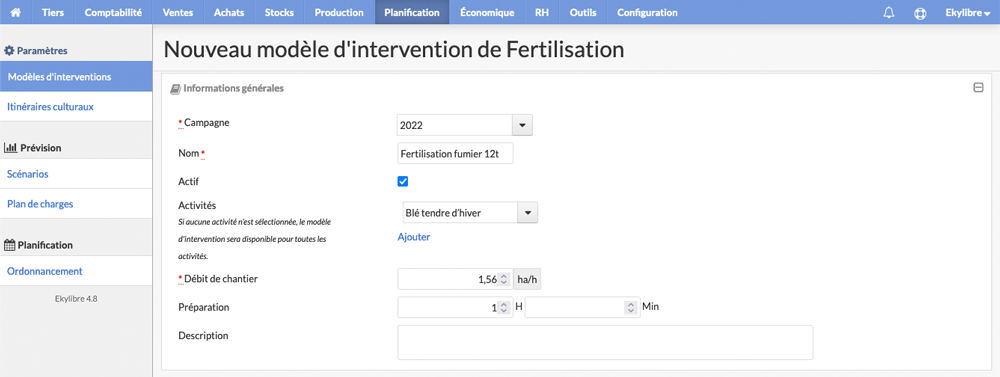 Tiers Comptabilité Ventes Achats Stocks Production Planification Économique RH Outils Configuration Ekylibre
Paramètres
Modèles d'interventions
Itinéraires culturaux
Prévision
Scénarios
Plan de charges
Planification
Ordonnancement
Ekylibre 4.8
Nouveau modèle d'intervention de Fertilisation
Informations générales
* Campagne 2022
Nom * Fertilisation fumier 12t
Actif
Activités Blé tendre d'hiver
Si aucune activité n'est sélectionnée, le modèle
d'intervention sera disponible pour toutes les
activités.
Ajouter
* Débit de chantier 1,56 ha/h
Préparation 1 H Min
Description